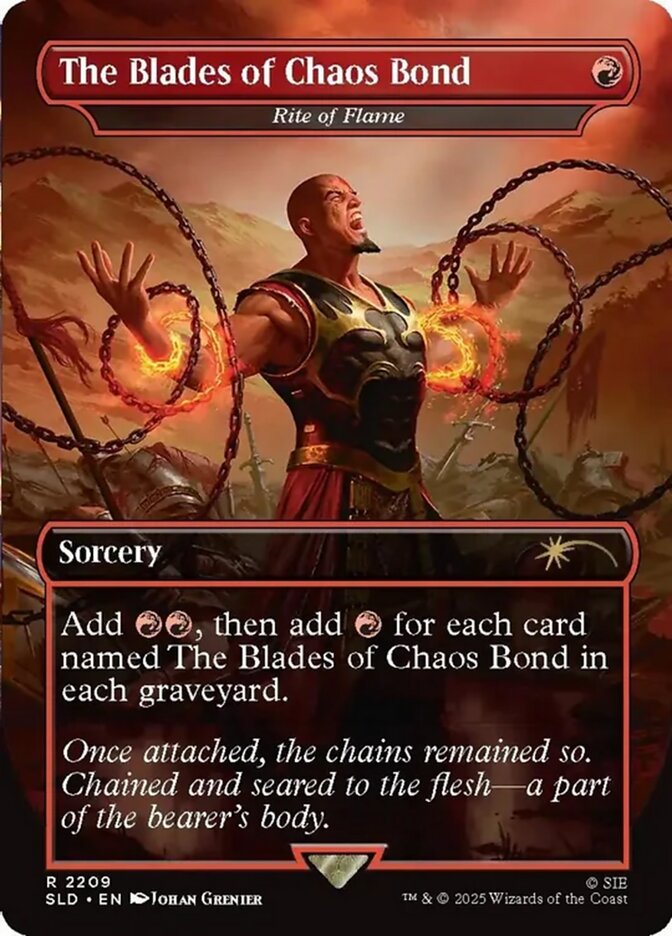 The Blades of Chaos Bond
Rite of Flame
Sorcery
Add , then add for each card
named The Blades of Chaos Bond in
each graveyard.
Once attached, the chains remained so.
Chained and seared to the flesh—a part
of the bearer's body.
R 2209
SLD • EN Johan Grenier
© SIE
™ & © 2025 Wizards of the Coast